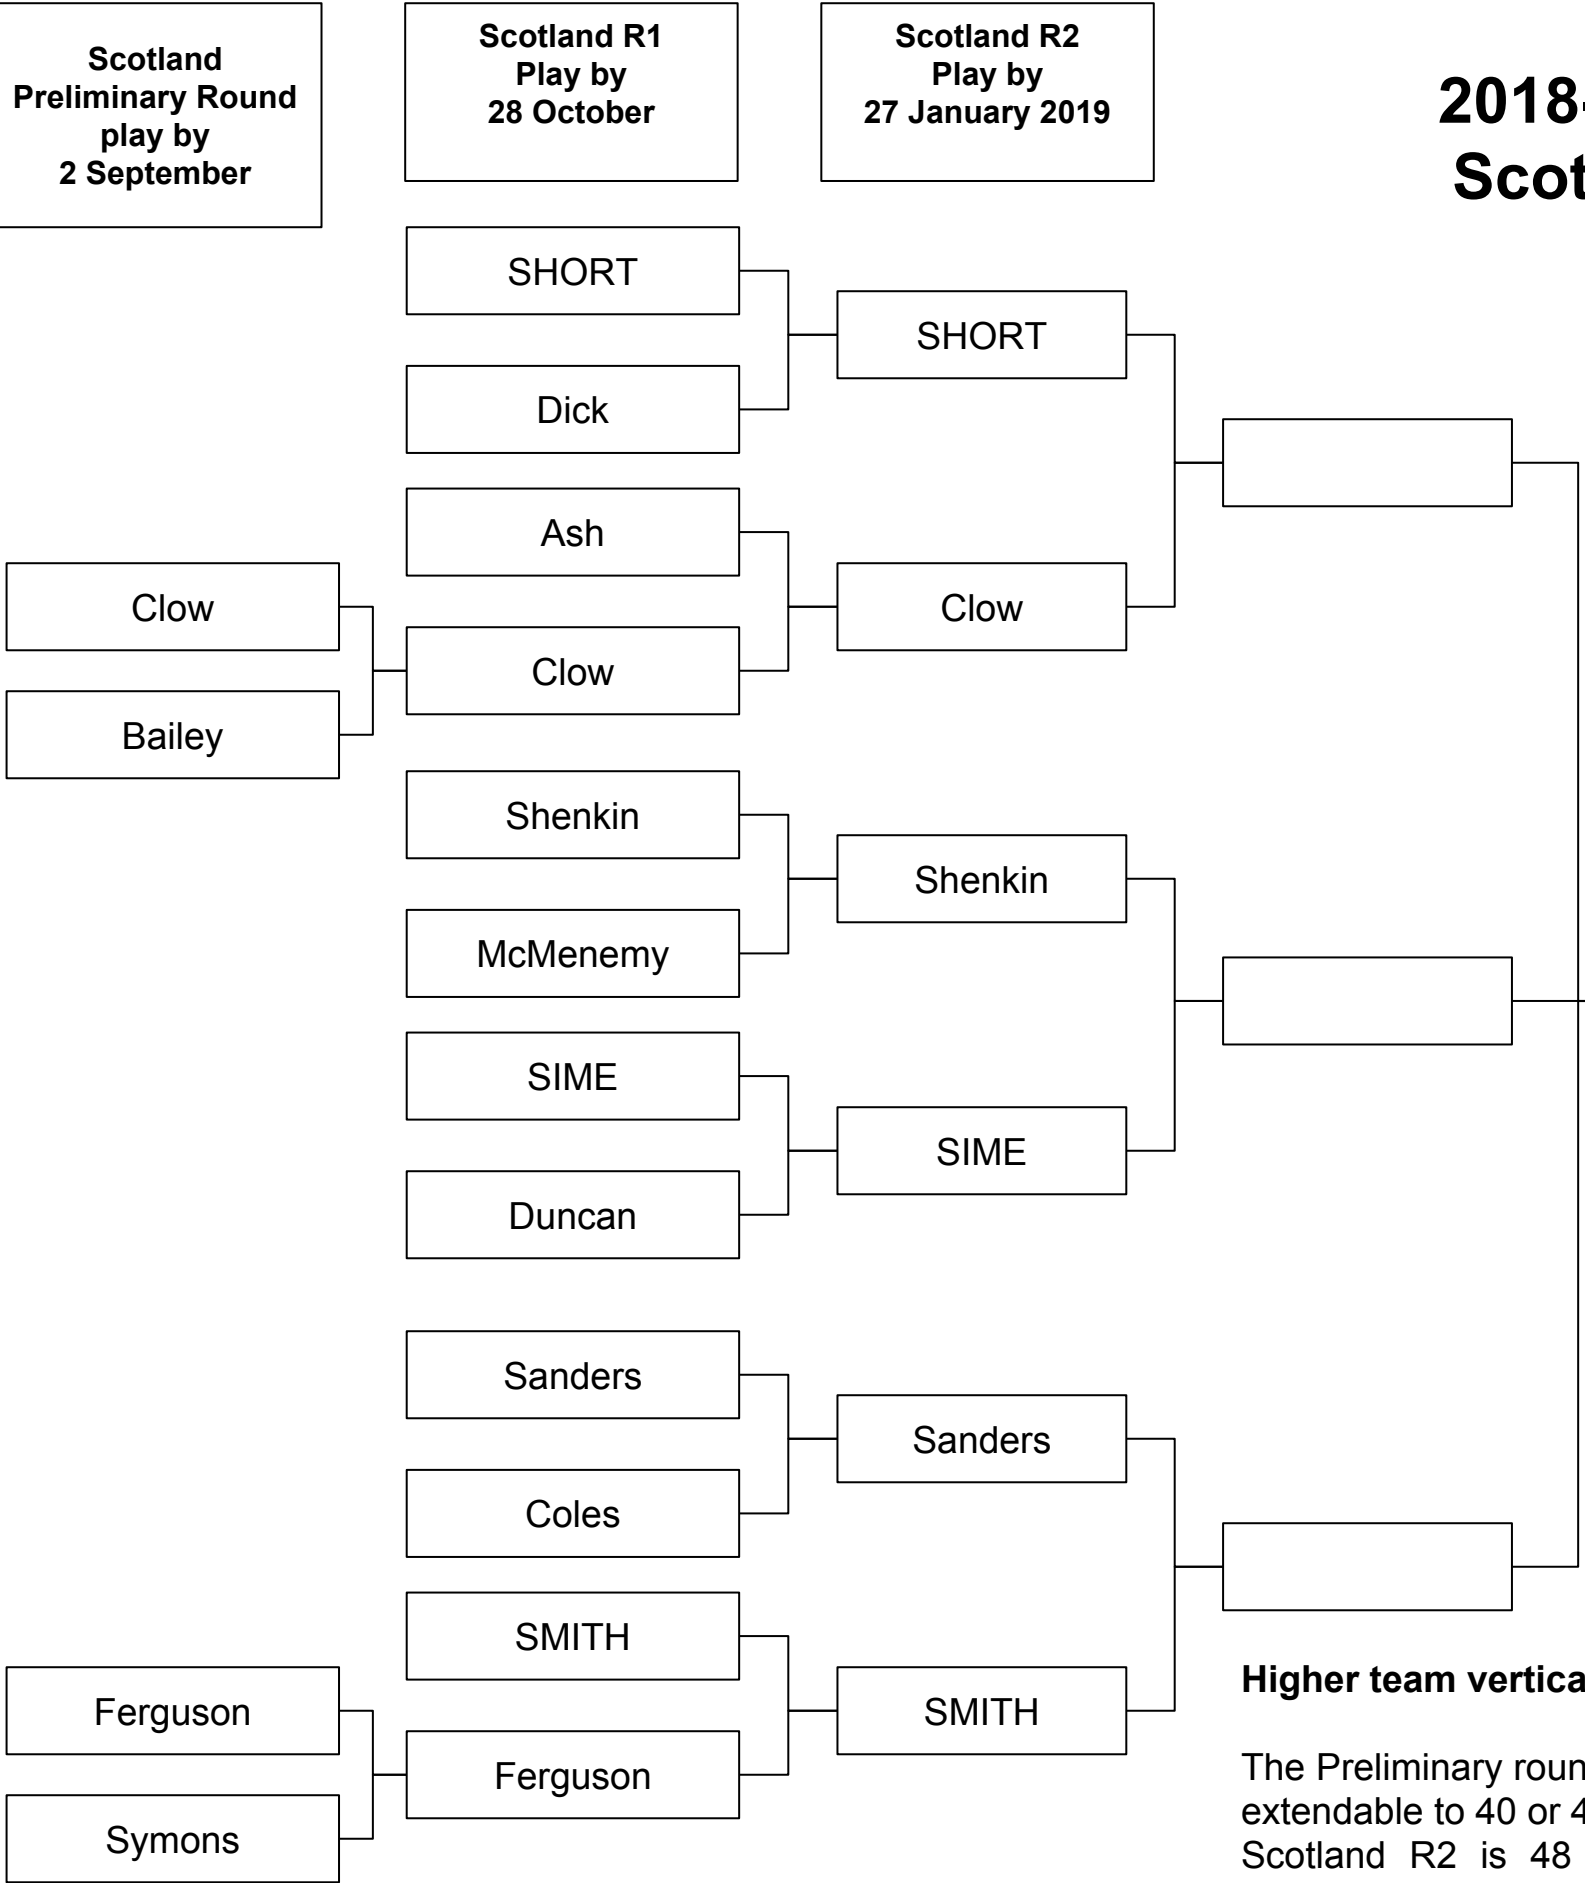 Scotland
Preliminary Round
play by
2 September
Scotland R1
Play by
28 October
Scotland R2
Play by
27 January 2019
2018-
Scot
SHORT
Dick
Ash
Clow
Clow
Bailey
Shenkin
McMenemy
SIME
Duncan
Sanders
Coles
SMITH
Ferguson
Ferguson
Symons
SHORT
Clow
Shenkin
SIME
Sanders
SMITH
Higher team vertica
The Preliminary roun
extendable to 40 or 4
Scotland R2 is 48